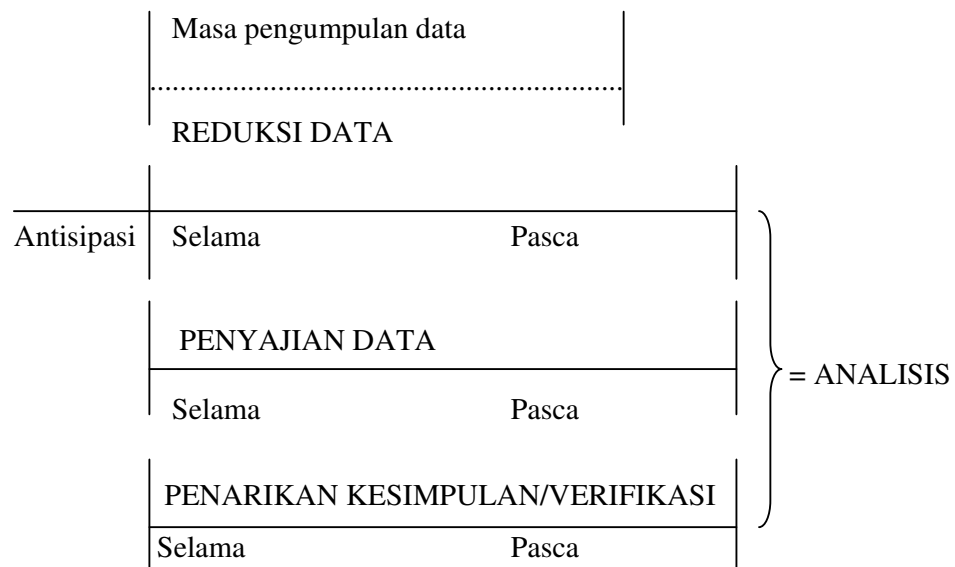 Masa pengumpulan data
REDUKSI DATA
Antisipasi Selama Pasca
PENYAJIAN DATA
= ANALISIS
Selama Pasca
PENARIKAN KESIMPULAN/VERIFIKASI
Selama Pasca